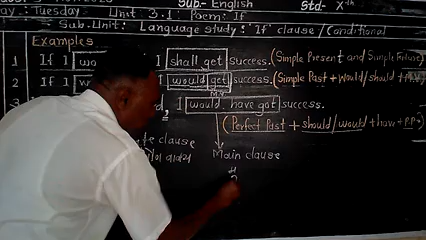 Sub.- English Std- Xth
ay: Tuesday Unit 3.1: Poem: If
Sub. Unit: Language study: 'If' clause / Conditional
Examples
1 If I wo I shall get success. (Simple Present and Simple Future)
2 If I w I would get success. (Simple Past + Would/should +
M.V.
3 I would have got success.
(Perfect Past + should/would + have + P.P.)
clause Main clause